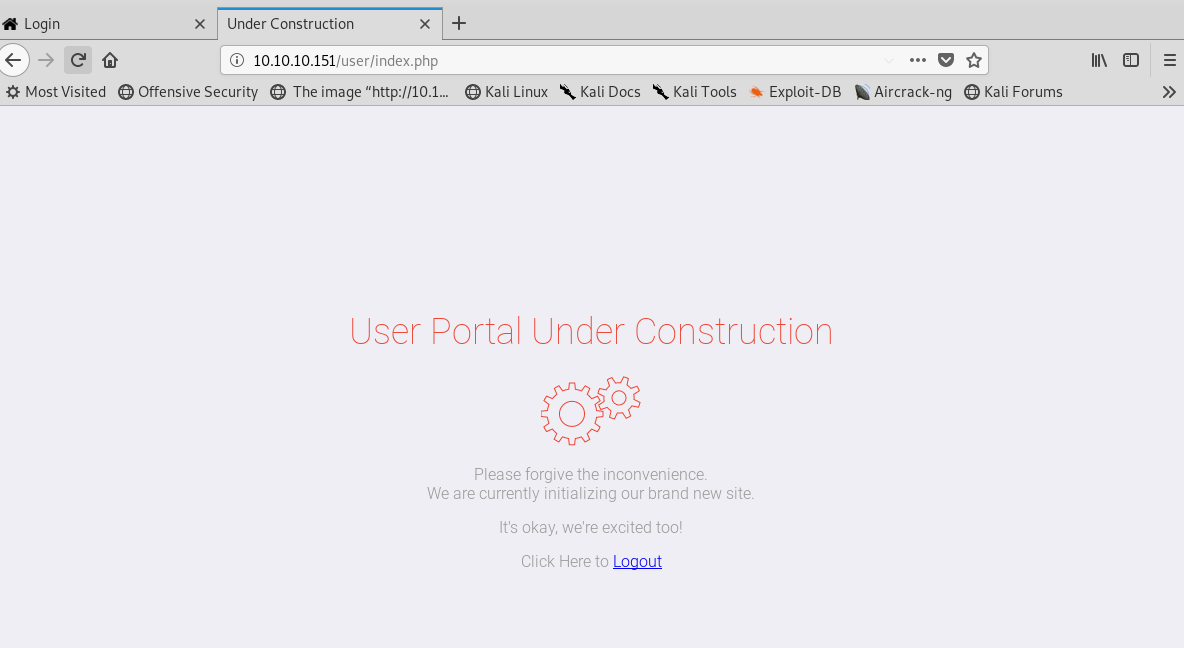 Login
Under Construction
10.10.10.151/user/index.php
Most Visited Offensive Security The image “http://10.1... Kali Linux Kali Docs Kali Tools Exploit-DB Aircrack-ng Kali Forums
User Portal Under Construction
Please forgive the inconvenience.
We are currently initializing our brand new site.
It's okay, we're excited too!
Click Here to Logout